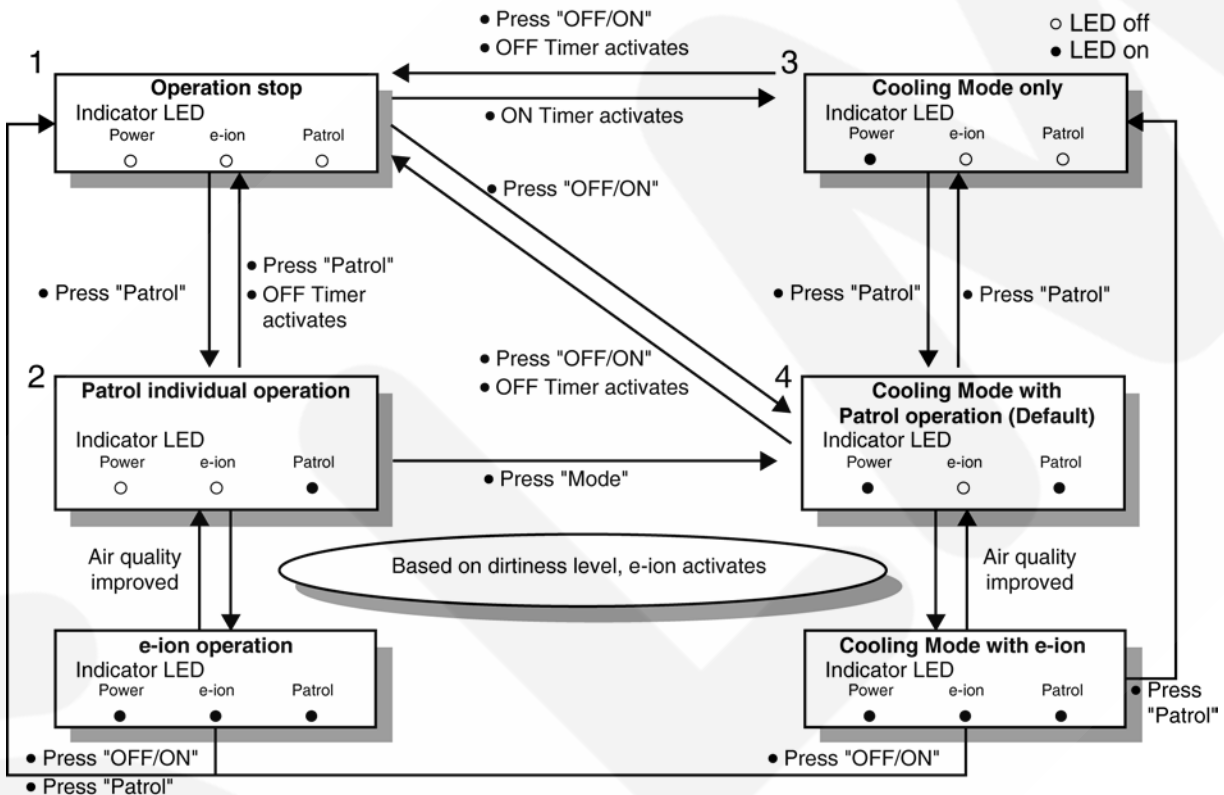 ● Press "OFF/ON"
● OFF Timer activates
○ LED off
● LED on
1
Operation stop
Indicator LED
Power e-ion Patrol
● ON Timer activates
3
Cooling Mode only
Indicator LED
Power e-ion Patrol
● Press "OFF/ON"
● Press "Patrol"
● Press "Patrol"
● OFF Timer
activates
● Press "Patrol"
● Press "Patrol"
● Press "OFF/ON"
● OFF Timer activates
2
Patrol individual operation
Indicator LED
Power e-ion Patrol
● Press "Mode"
4
Cooling Mode with
Patrol operation (Default)
Indicator LED
Power e-ion Patrol
Air quality
improved
Based on dirtiness level, e-ion activates
Air quality
improved
e-ion operation
Indicator LED
Power e-ion Patrol
Cooling Mode with e-ion
Indicator LED
Power e-ion Patrol
● Press
"Patrol"
● Press "OFF/ON"
● Press "Patrol"
● Press "OFF/ON"